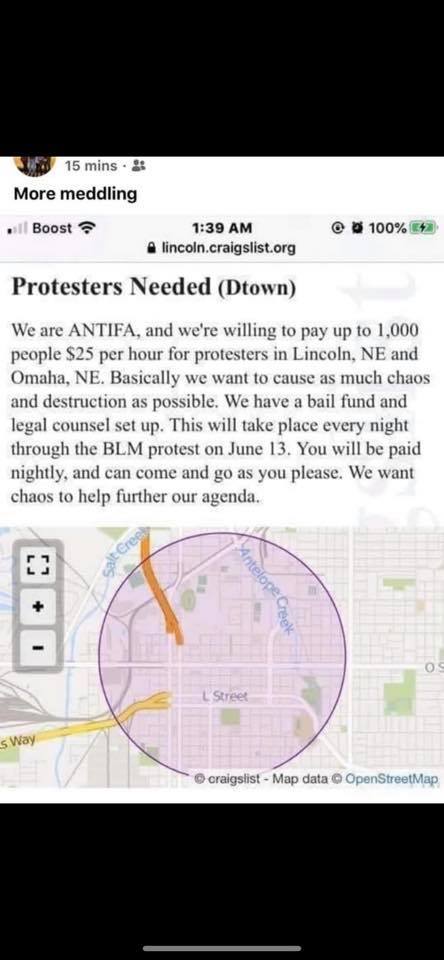 15 mins ·
More meddling
Boost 1:39 AM 100%
lincoln.craigslist.org
Protesters Needed (Dtown)
We are ANTIFA, and we're willing to pay up to 1,000
people $25 per hour for protesters in Lincoln, NE and
Omaha, NE. Basically we want to cause as much chaos
and destruction as possible. We have a bail fund and
legal counsel set up. This will take place every night
through the BLM protest on June 13. You will be paid
nightly, and can come and go as you please. We want
chaos to help further our agenda.
Salt Creek
Antelope Creek
+
-
O S
L Street
s Way
© craigslist - Map data © OpenStreetMap